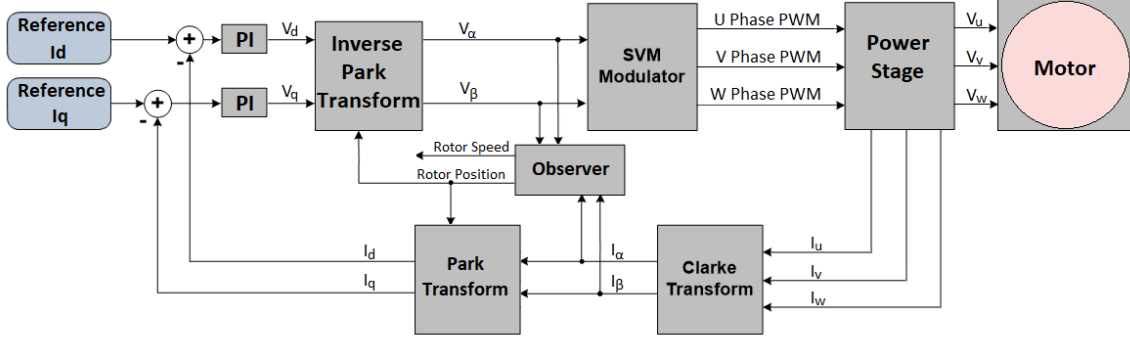 Reference
Id
Reference
Iq
+
-
+
-
PI
PI
Vd
Vq
Inverse
Park
Transform
Vα
Vβ
SVM
Modulator
U Phase PWM
V Phase PWM
W Phase PWM
Power
Stage
Vu
Vv
Vw
Motor
Rotor Speed
Rotor Position
Observer
Id
Iq
Park
Transform
Iα
Iβ
Clarke
Transform
Iu
Iv
Iw